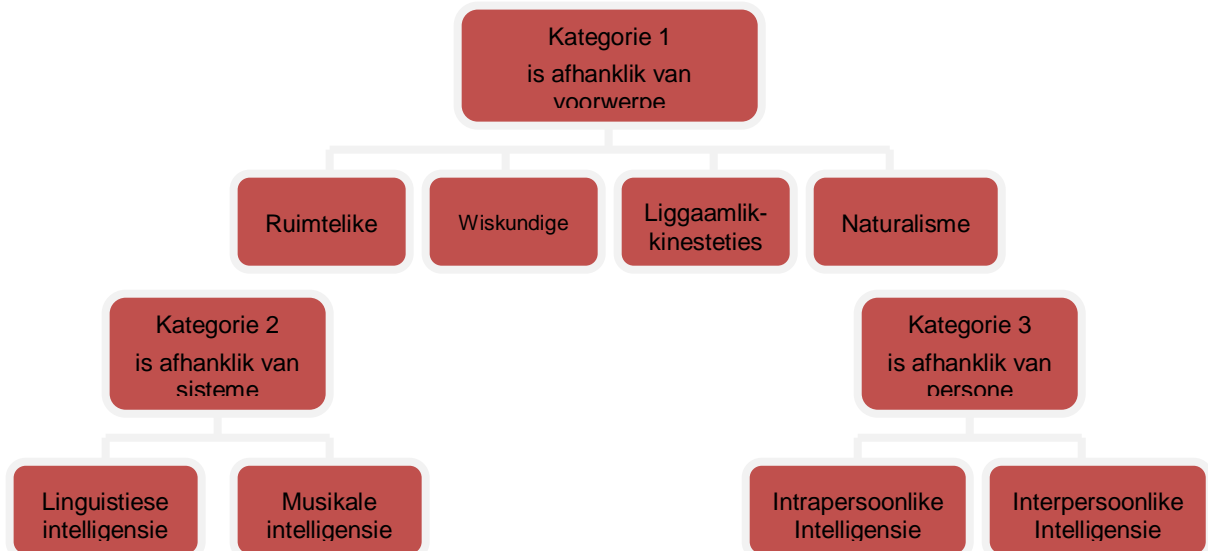 Kategorie 1
is afhanklik van
voorwerpe
Ruimtelike
Wiskundige
Liggaamlik-
kinesteties
Naturalisme
Kategorie 2
is afhanklik van
sisteme
Kategorie 3
is afhanklik van
persone
Linguistiese
intelligensie
Musikale
intelligensie
Intrapersoonlike
Intelligensie
Interpersoonlike
Intelligensie